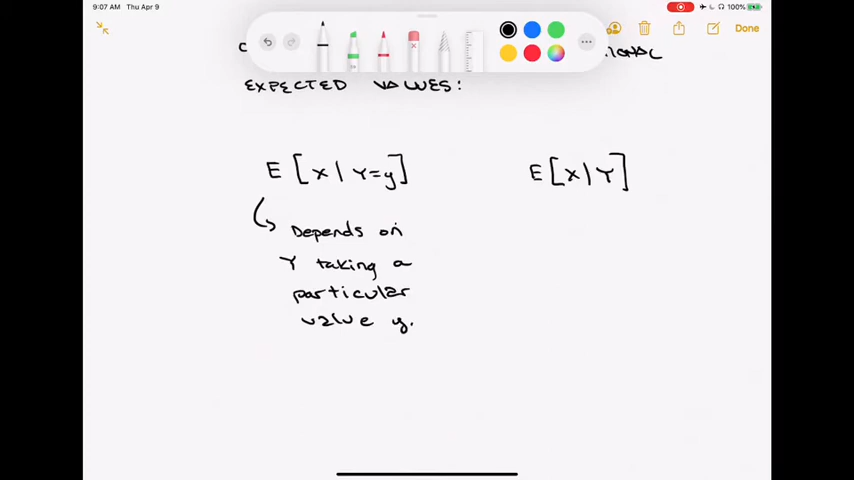 9:07 AM Thu Apr 9
100%
Done
EXPECTED VALUES:
E [X | Y=y]
E[X|Y]
Depends on
Y taking a
particular
value y.